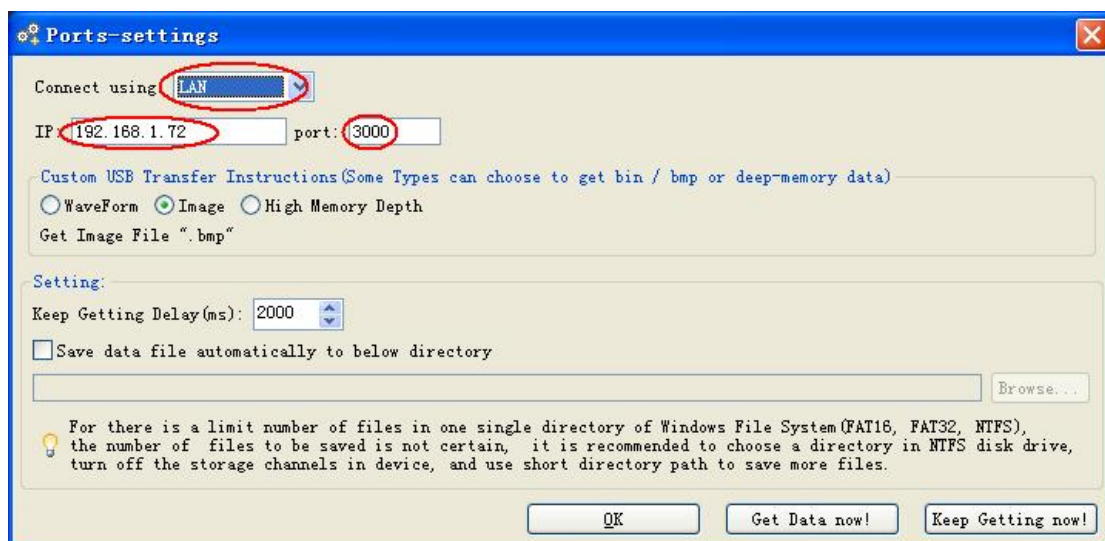 Ports-settings
Connect using LAN
IP: 192.168.1.72 port: 3000
Custom USB Transfer Instructions(Some Types can choose to get bin / bmp or deep-memory data)
WaveForm Image High Memory Depth
Get Image File ".bmp"
Setting:
Keep Getting Delay(ms): 2000
Save data file automatically to below directory
Browse...
For there is a limit number of files in one single directory of Windows File System(FAT16, FAT32, NTFS),
the number of files to be saved is not certain, it is recommended to choose a directory in NTFS disk drive,
turn off the storage channels in device, and use short directory path to save more files.
OK Get Data now! Keep Getting now!